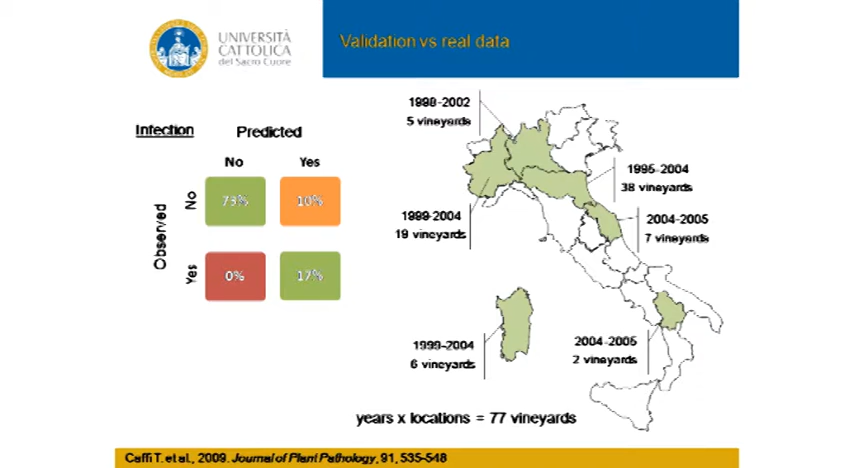 UNIVERSITÀ
CATTOLICA
del Sacro Cuore
Validation vs real data
Infection
Predicted
No
Yes
Observed
No
73%
10%
Yes
0%
17%
1998-2002
5 vineyards
1995-2004
38 vineyards
1999-2004
19 vineyards
2004-2005
7 vineyards
1999-2004
6 vineyards
2004-2005
2 vineyards
years x locations = 77 vineyards
Caffi T. et al., 2009. Journal of Plant Pathology, 91, 535-548